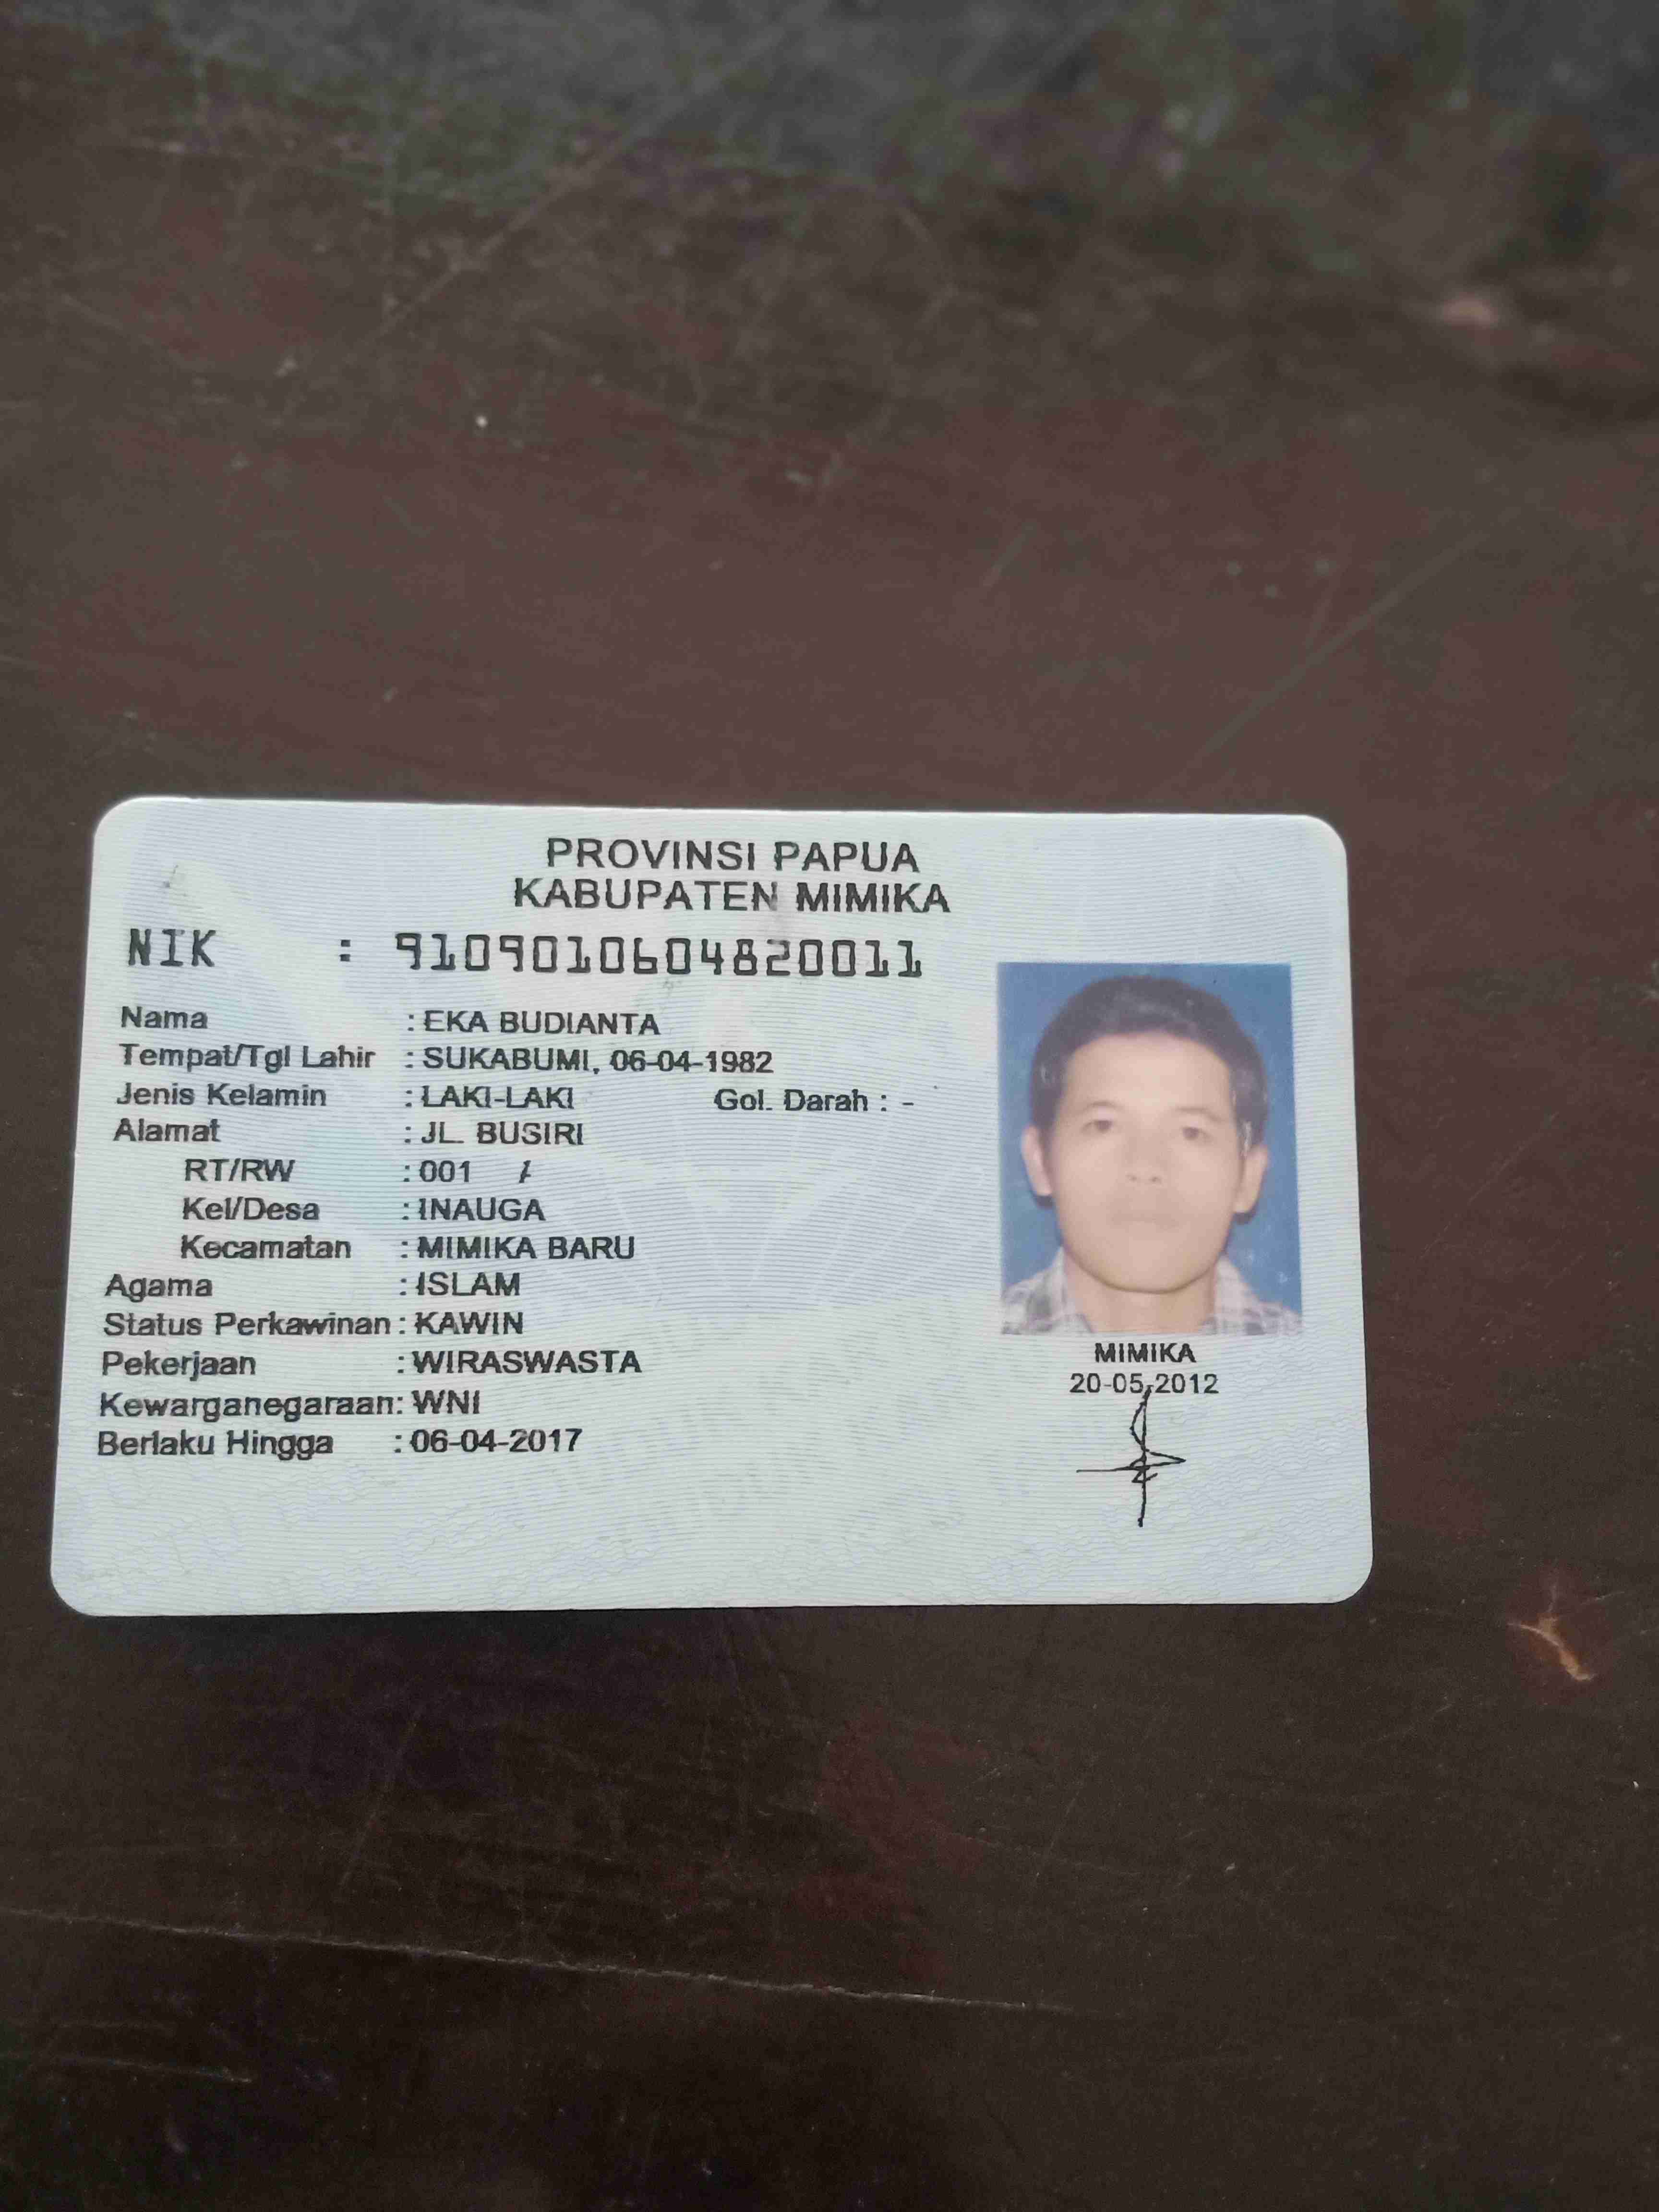 PROVINSI PAPUA
KABUPATEN MIMIKA
NIK : 9109010604820011
Nama : EKA BUDIANTA
Tempat/Tgl Lahir : SUKABUMI, 06-04-1982
Jenis Kelamin : LAKI-LAKI Gol. Darah : -
Alamat : JL. BUSIRI
RT/RW : 001 /
Kel/Desa : INAUGA
Kecamatan : MIMIKA BARU
Agama : ISLAM
Status Perkawinan : KAWIN
Pekerjaan : WIRASWASTA
Kewarganegaraan : WNI
Berlaku Hingga : 06-04-2017
MIMIKA
20-05-2012